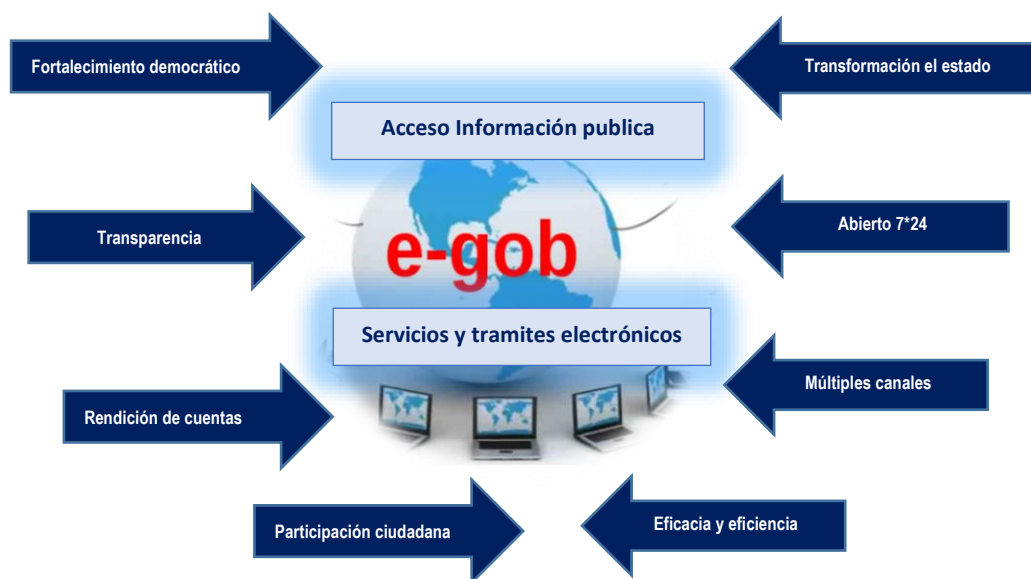 Fortalecimiento democrático
Transformación el estado
Acceso Información publica
Transparencia
Abierto 7*24
e-gob
Servicios y tramites electrónicos
Rendición de cuentas
Múltiples canales
Participación ciudadana
Eficacia y eficiencia